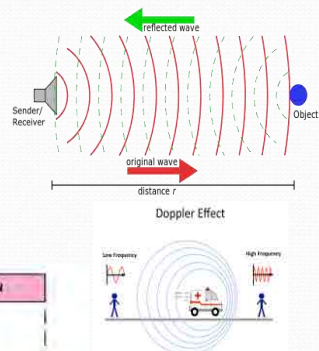 reflected wave
Sender/
Receiver
Object
original wave
distance r
Doppler Effect
Low Frequency
High Frequency
N